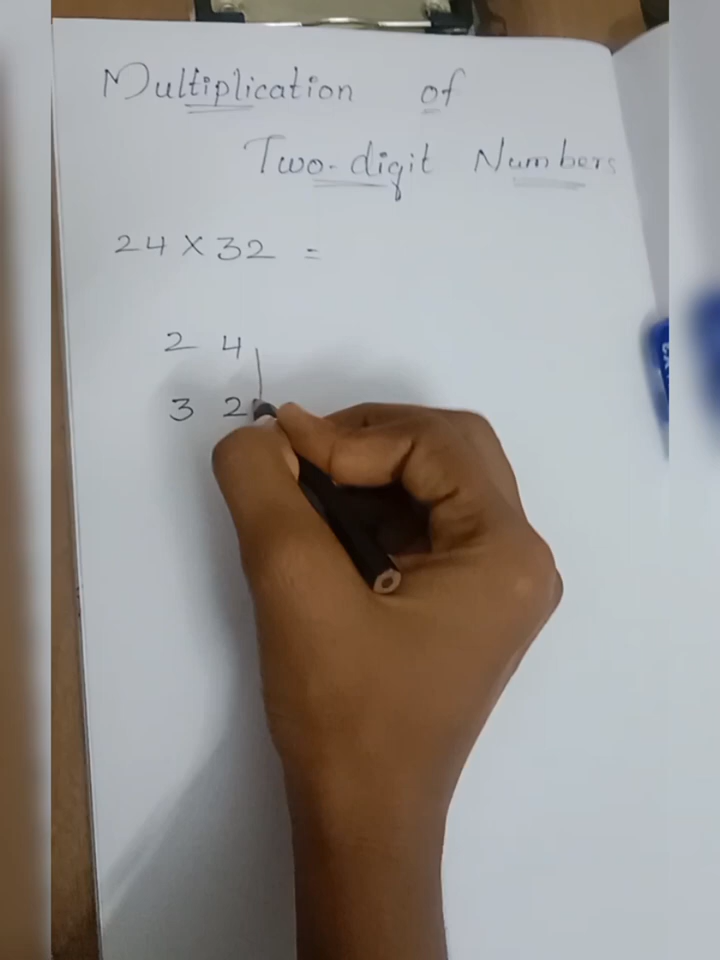 Multiplication of
Two-digit Numbers
24 X 32 =
2 4
3 2